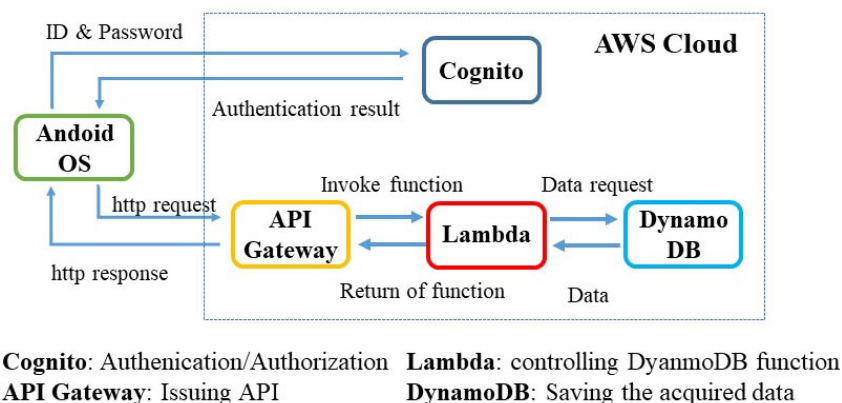 ID & Password
AWS Cloud
Cognito
Authentication result
Andoid
OS
Invoke function
Data request
http request
API
Gateway
Lambda
Dynamo
DB
http response
Return of function
Data
Cognito: Authenication/Authorization
Lambda: controlling DyanmoDB function
API Gateway: Issuing API
DynamoDB: Saving the acquired data